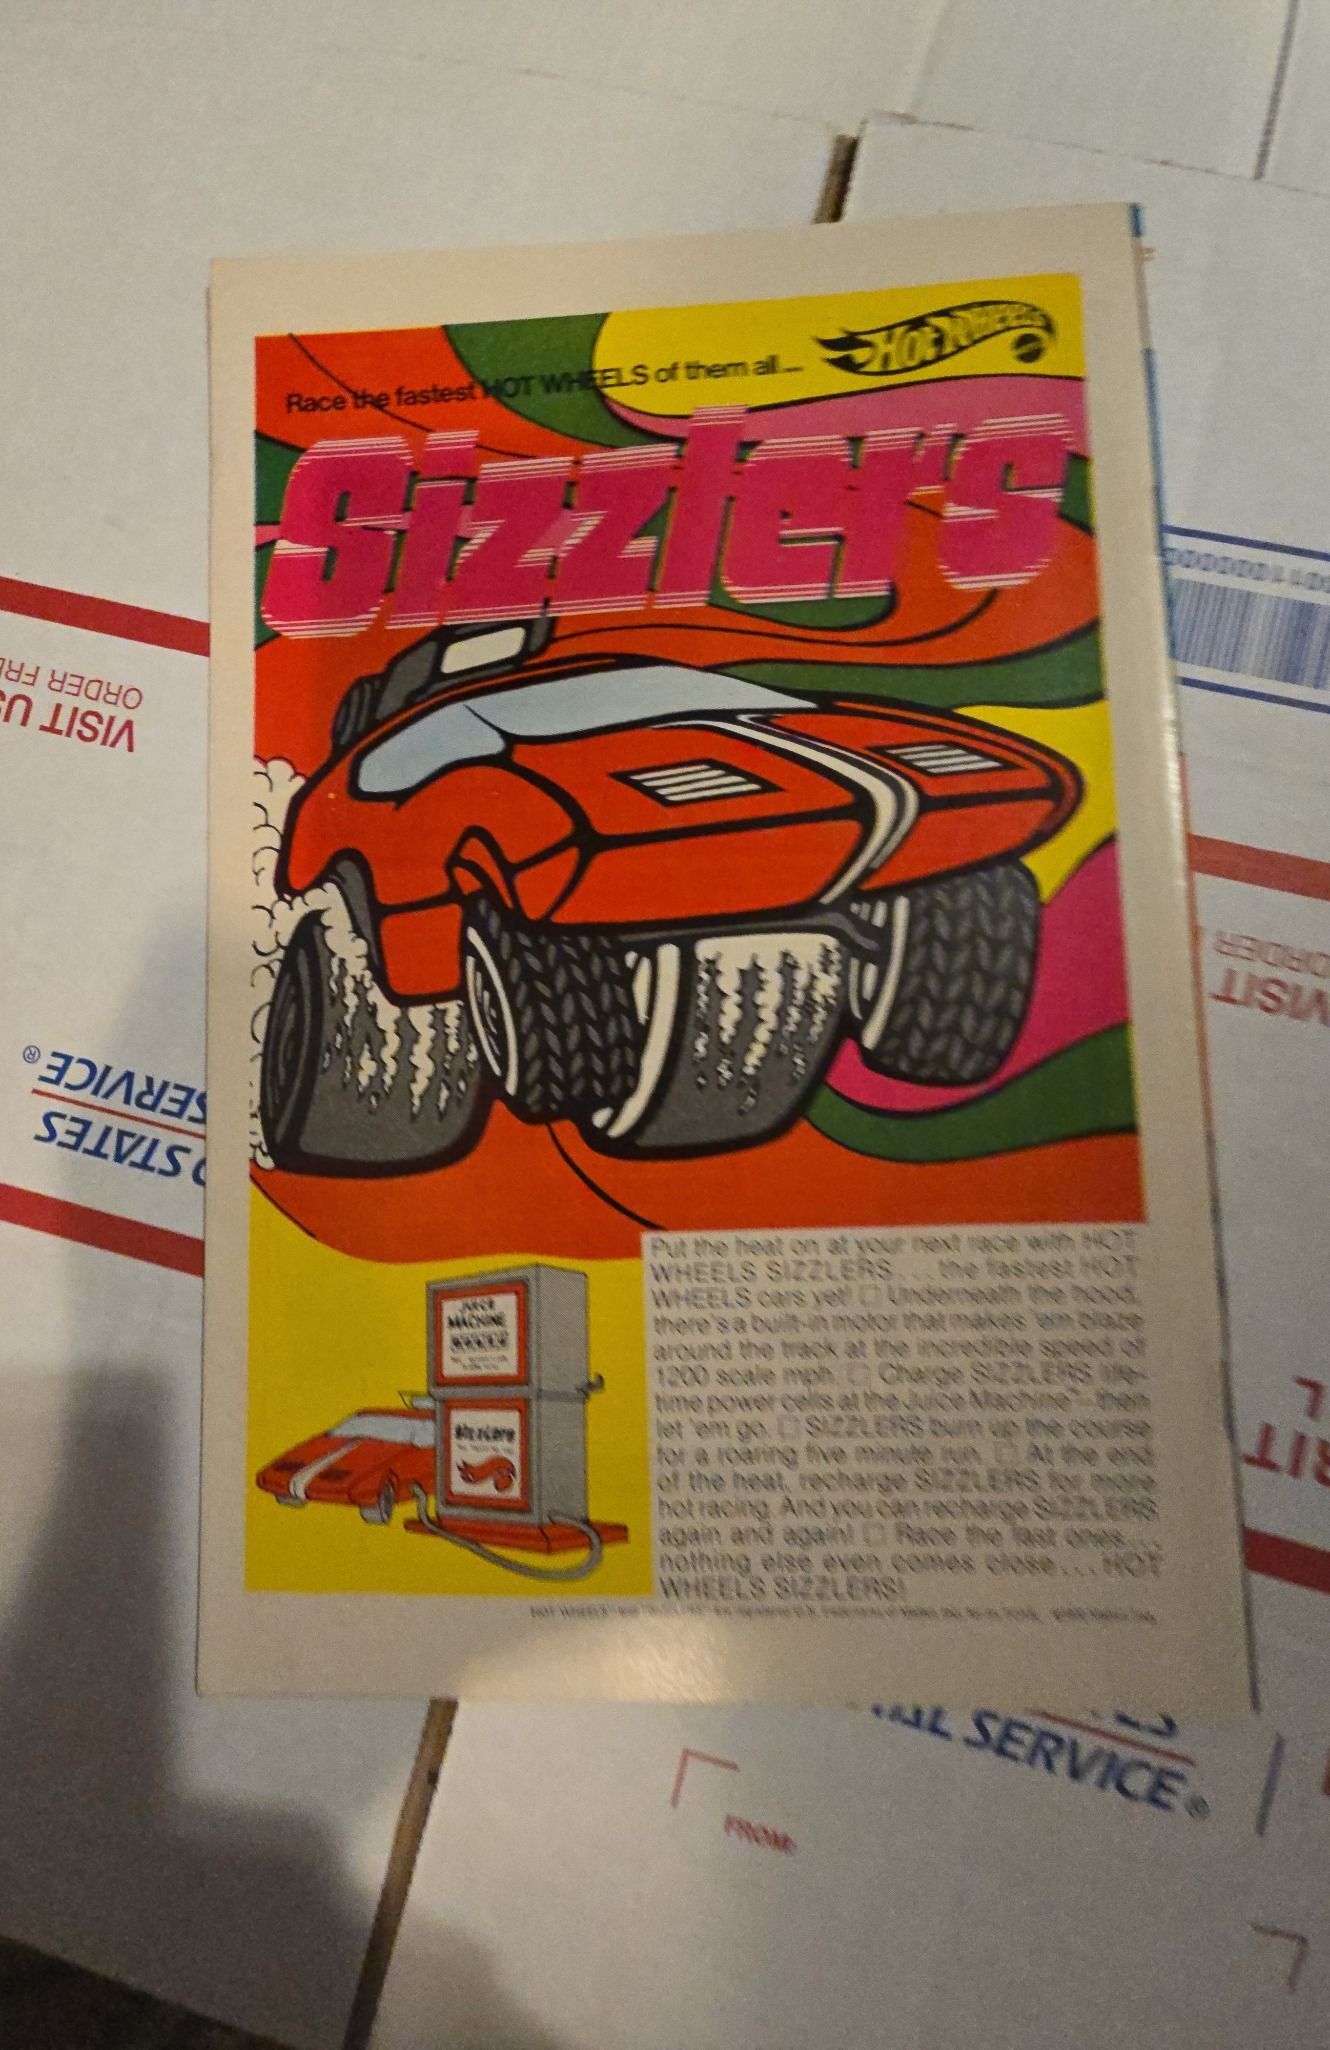 Race the fastest HOT WHEELS of them all...
HOT WHEELS
Sizzlers
Put the heat on at your next race with HOT
WHEELS SIZZLERS...the fastest HOT
WHEELS cars yet! □ Underneath the hood,
there's a built-in motor that makes 'em blaze
around the track at the incredible speed of
1200 scale mph. □ Charge SIZZLERS life-
time power cells at the Juice Machine™ then
let 'em go. □ SIZZLERS burn up the course
for a roaring five minute run. □ At the end
of the heat, recharge SIZZLERS for more
hot racing. And you can recharge SIZZLERS
again and again! □ Race the fast ones...
nothing else even comes close...HOT
WHEELS SIZZLERS!
JUICE
MACHINE
Sizzlers
HOT WHEELS
VISIT US
ORDER FRE
STATES
SERVICE®
VISIT
ORDER
RIT
L
SERVICE®
FROM: